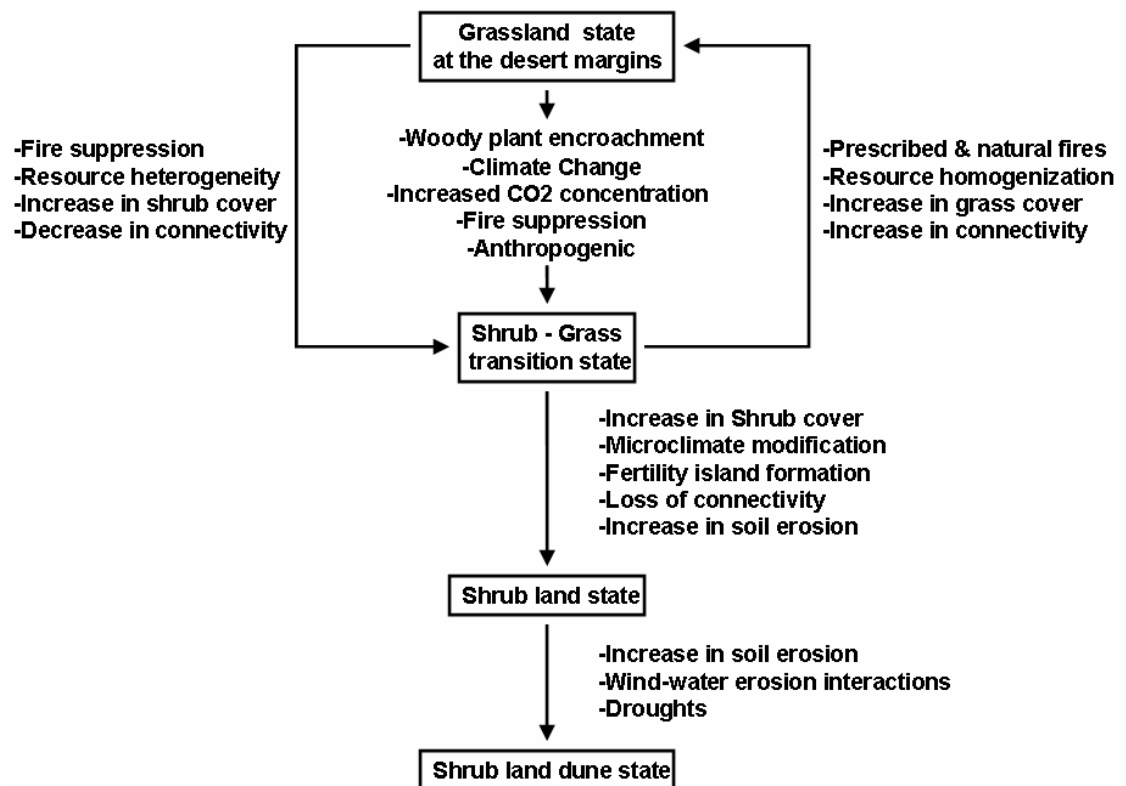 Grassland state
at the desert margins
-Fire suppression
-Resource heterogeneity
-Increase in shrub cover
-Decrease in connectivity
-Woody plant encroachment
-Climate Change
-Increased CO2 concentration
-Fire suppression
-Anthropogenic
-Prescribed & natural fires
-Resource homogenization
-Increase in grass cover
-Increase in connectivity
Shrub - Grass
transition state
-Increase in Shrub cover
-Microclimate modification
-Fertility island formation
-Loss of connectivity
-Increase in soil erosion
Shrub land state
-Increase in soil erosion
-Wind-water erosion interactions
-Droughts
Shrub land dune state